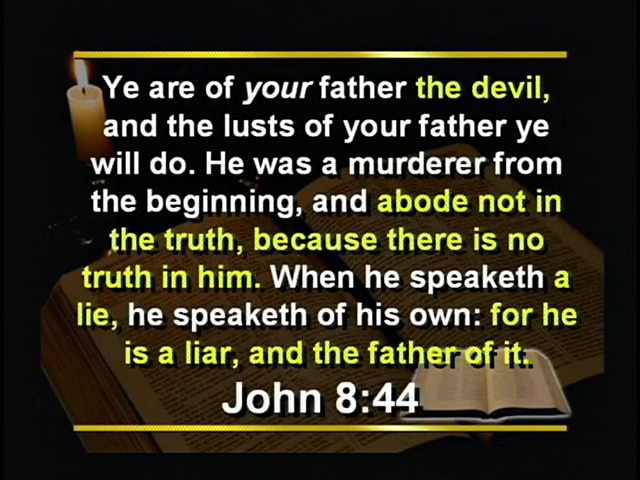 Ye are of your father the devil,
and the lusts of your father ye
will do. He was a murderer from
the beginning, and abode not in
the truth, because there is no
truth in him. When he speaketh a
lie, he speaketh of his own: for he
is a liar, and the father of it.
John 8:44